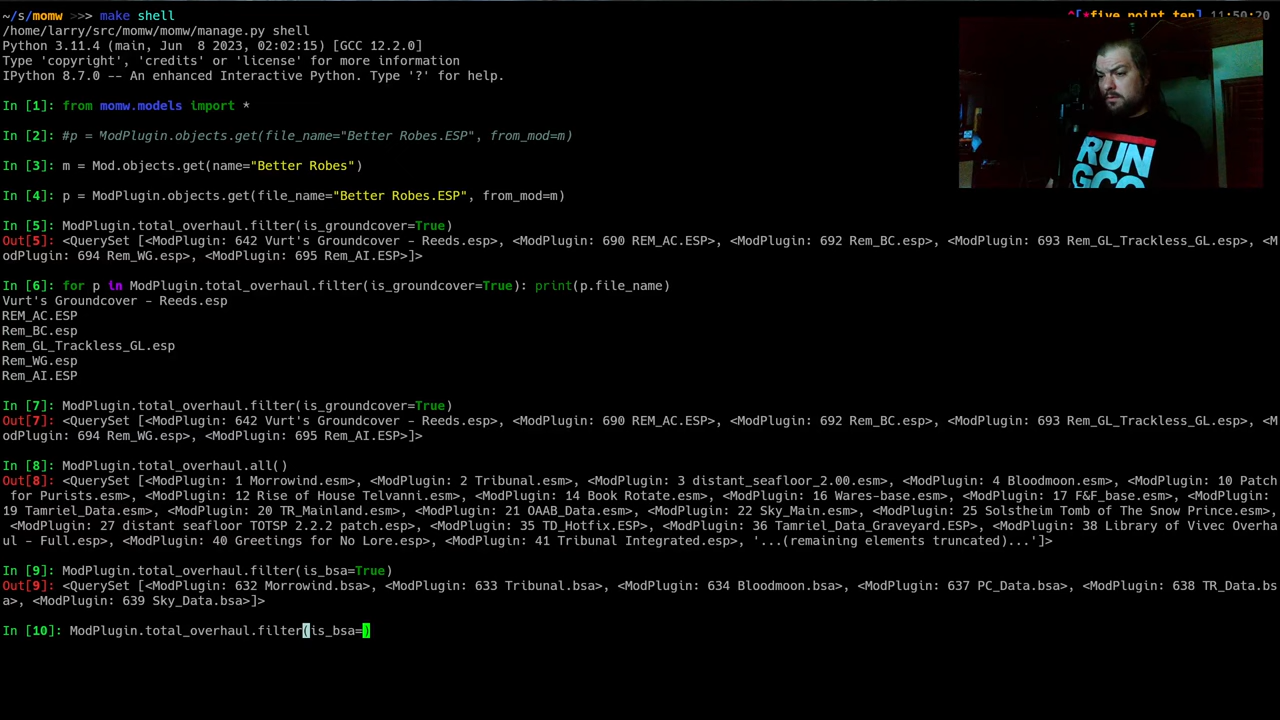 ~/s/momw >>> make shell
^[★five point ten] 11:50:20
/home/larry/src/momw/momw/manage.py shell
Python 3.11.4 (main, Jun  8 2023, 02:02:15) [GCC 12.2.0]
Type 'copyright', 'credits' or 'license' for more information
IPython 8.7.0 -- An enhanced Interactive Python. Type '?' for help.
In [1]: from momw.models import *
In [2]: #p = ModPlugin.objects.get(file_name="Better Robes.ESP", from_mod=m)
In [3]: m = Mod.objects.get(name="Better Robes")
In [4]: p = ModPlugin.objects.get(file_name="Better Robes.ESP", from_mod=m)
In [5]: ModPlugin.total_overhaul.filter(is_groundcover=True)
Out[5]: <QuerySet [<ModPlugin: 642 Vurt's Groundcover - Reeds.esp>, <ModPlugin: 690 REM_AC.ESP>, <ModPlugin: 692 Rem_BC.esp>, <ModPlugin: 693 Rem_GL_Trackless_GL.esp>, <M
odPlugin: 694 Rem_WG.esp>, <ModPlugin: 695 Rem_AI.ESP>]>
In [6]: for p in ModPlugin.total_overhaul.filter(is_groundcover=True): print(p.file_name)
Vurt's Groundcover - Reeds.esp
REM_AC.ESP
Rem_BC.esp
Rem_GL_Trackless_GL.esp
Rem_WG.esp
Rem_AI.ESP
In [7]: ModPlugin.total_overhaul.filter(is_groundcover=True)
Out[7]: <QuerySet [<ModPlugin: 642 Vurt's Groundcover - Reeds.esp>, <ModPlugin: 690 REM_AC.ESP>, <ModPlugin: 692 Rem_BC.esp>, <ModPlugin: 693 Rem_GL_Trackless_GL.esp>, <M
odPlugin: 694 Rem_WG.esp>, <ModPlugin: 695 Rem_AI.ESP>]>
In [8]: ModPlugin.total_overhaul.all()
Out[8]: <QuerySet [<ModPlugin: 1 Morrowind.esm>, <ModPlugin: 2 Tribunal.esm>, <ModPlugin: 3 distant_seafloor_2.00.esm>, <ModPlugin: 4 Bloodmoon.esm>, <ModPlugin: 10 Patch
 for Purists.esm>, <ModPlugin: 12 Rise of House Telvanni.esm>, <ModPlugin: 14 Book Rotate.esm>, <ModPlugin: 16 Wares-base.esm>, <ModPlugin: 17 F&F_base.esm>, <ModPlugin:
19 Tamriel_Data.esm>, <ModPlugin: 20 TR_Mainland.esm>, <ModPlugin: 21 OAAB_Data.esm>, <ModPlugin: 22 Sky_Main.esm>, <ModPlugin: 25 Solstheim Tomb of The Snow Prince.esm>,
 <ModPlugin: 27 distant seafloor TOTSP 2.2.2 patch.esp>, <ModPlugin: 35 TD_Hotfix.ESP>, <ModPlugin: 36 Tamriel_Data_Graveyard.ESP>, <ModPlugin: 38 Library of Vivec Overha
ul - Full.esp>, <ModPlugin: 40 Greetings for No Lore.esp>, <ModPlugin: 41 Tribunal Integrated.esp>, '...(remaining elements truncated)...']>
In [9]: ModPlugin.total_overhaul.filter(is_bsa=True)
Out[9]: <QuerySet [<ModPlugin: 632 Morrowind.bsa>, <ModPlugin: 633 Tribunal.bsa>, <ModPlugin: 634 Bloodmoon.bsa>, <ModPlugin: 637 PC_Data.bsa>, <ModPlugin: 638 TR_Data.bs
a>, <ModPlugin: 639 Sky_Data.bsa>]>
In [10]: ModPlugin.total_overhaul.filter(is_bsa=)
RUN